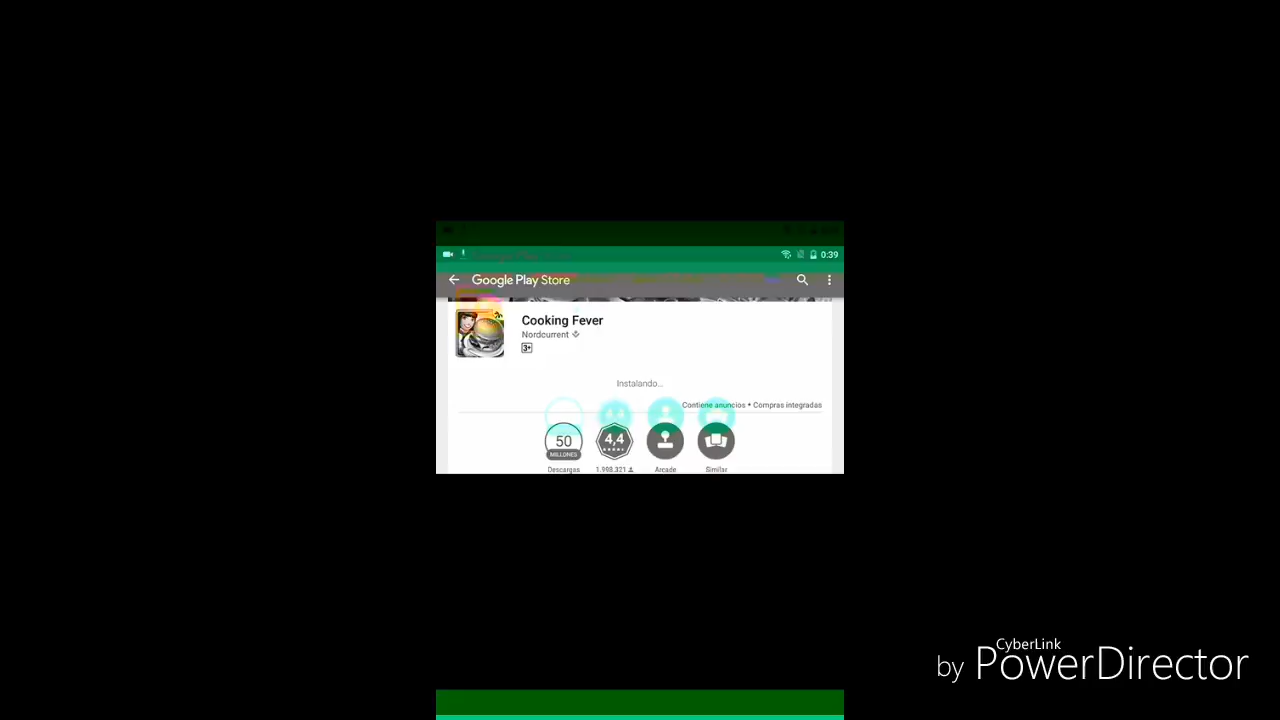 0:39
Google Play Store
Cooking Fever
Nordcurrent
3+
Instalando...
Contiene anuncios • Compras integradas
50
MILLONES
4,4
Descargas
1.998.321
Arcade
Similar
CyberLink
by PowerDirector